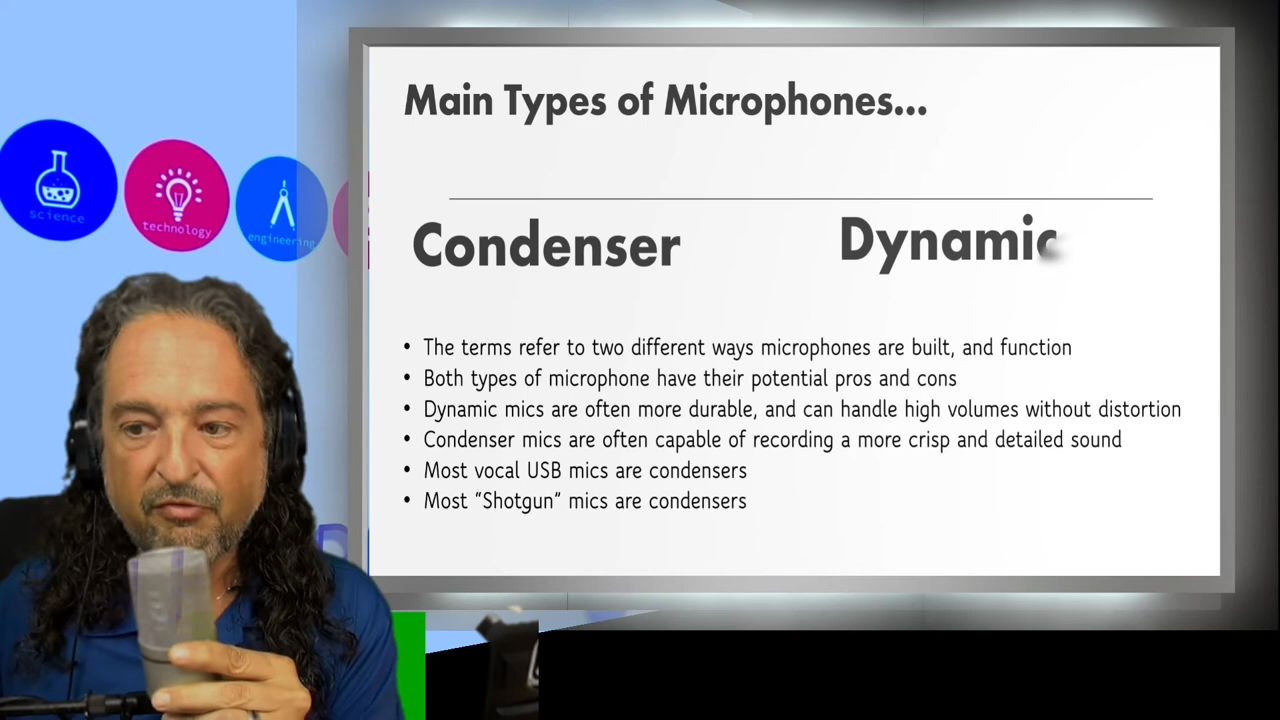 Main Types of Microphones...
science
technology
engineering
Condenser
Dynamic
• The terms refer to two different ways microphones are built, and function
• Both types of microphone have their potential pros and cons
• Dynamic mics are often more durable, and can handle high volumes without distortion
• Condenser mics are often capable of recording a more crisp and detailed sound
• Most vocal USB mics are condensers
• Most “Shotgun” mics are condensers